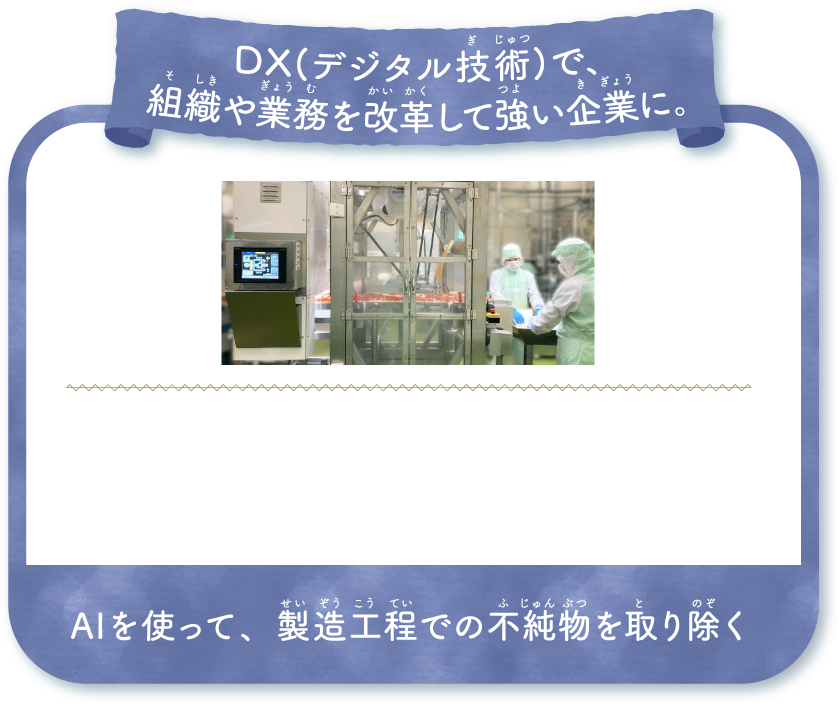 DX(デジタル技術)で、
組織や業務を改革して強い企業に。
AIを使って、製造工程での不純物を取り除く